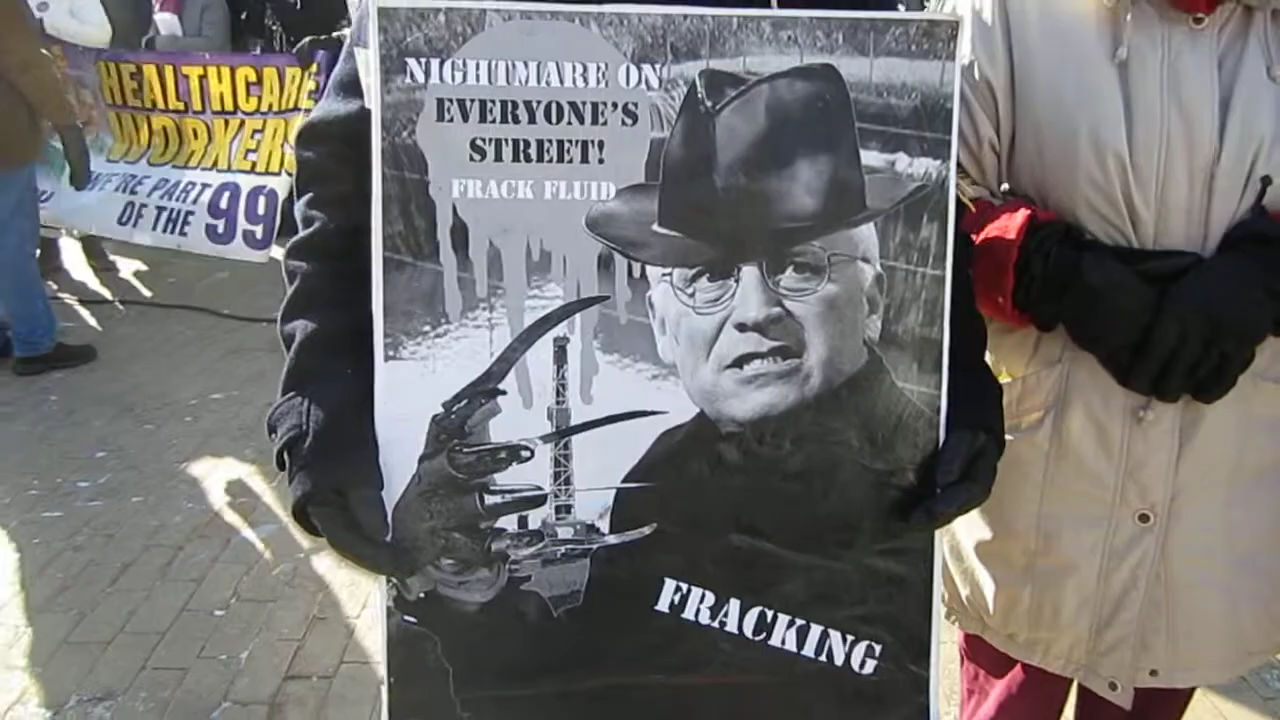 HEALTHCARE
WORKERS
WE'RE PART
OF THE 99
NIGHTMARE ON
EVERYONE'S
STREET!
FRACK FLUID
FRACKING